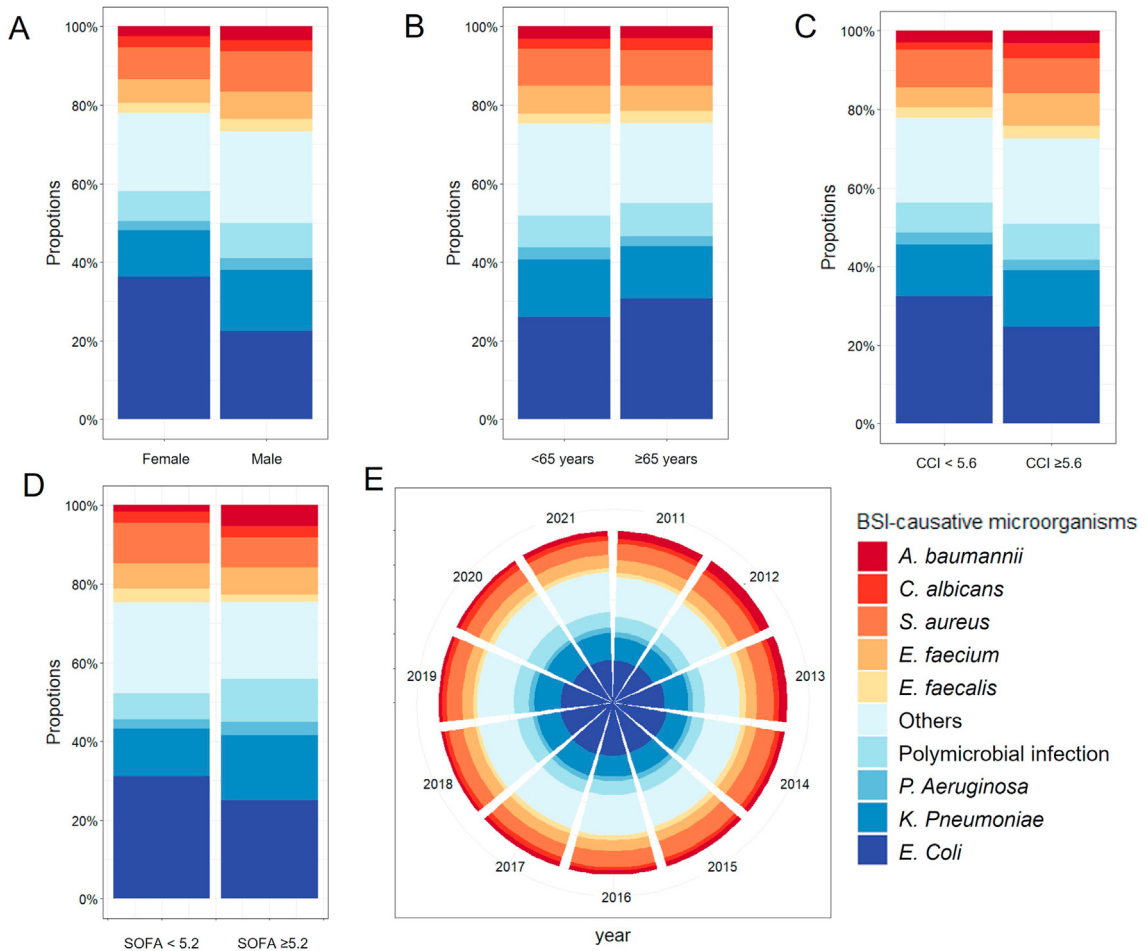 A
100%
80%
60%
40%
20%
0%
Propotions
Female
Male
B
100%
80%
60%
40%
20%
0%
Propotions
<65 years
≥65 years
C
100%
80%
60%
40%
20%
0%
Propotions
CCI < 5.6
CCI ≥5.6
D
100%
80%
60%
40%
20%
0%
Propotions
SOFA < 5.2
SOFA ≥5.2
E
2011
2012
2013
2014
2015
2016
2017
2018
2019
2020
2021
year
BSI-causative microorganisms
A. baumannii
C. albicans
S. aureus
E. faecium
E. faecalis
Others
Polymicrobial infection
P. Aeruginosa
K. Pneumoniae
E. Coli